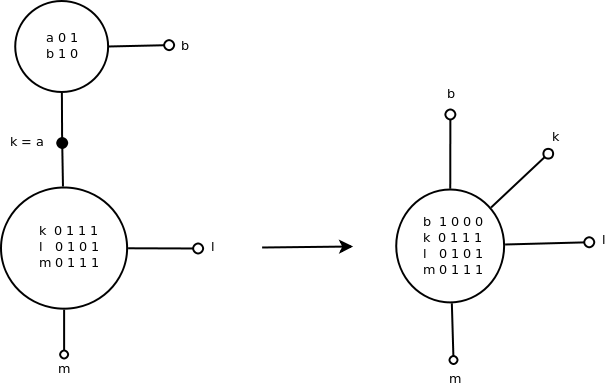 a 0 1
b 1 0
b
k = a
k 0 1 1 1
l 0 1 0 1
m 0 1 1 1
l
m
b
k
b 1 0 0 0
k 0 1 1 1
l 0 1 0 1
m 0 1 1 1
l
m